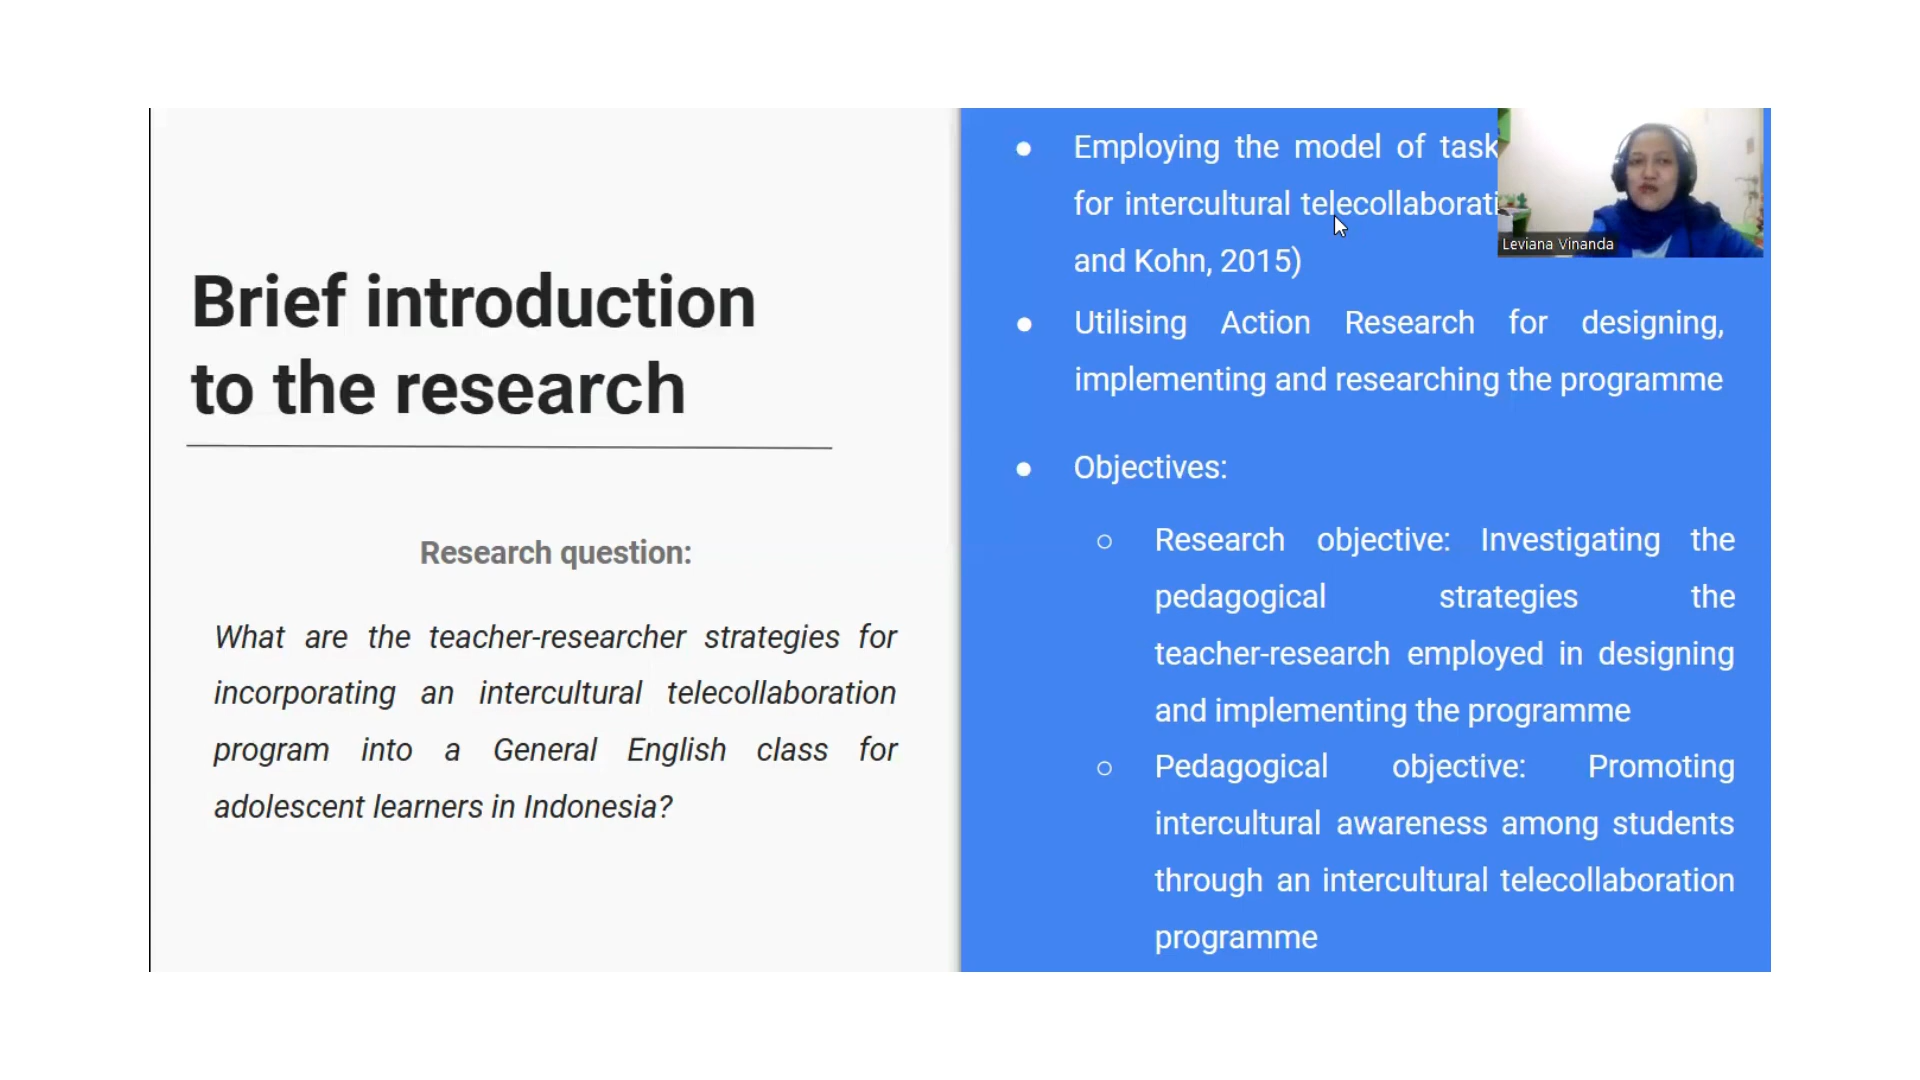 Brief introduction
to the research
Research question:
What are the teacher-researcher strategies for
incorporating an intercultural telecollaboration
program into a General English class for
adolescent learners in Indonesia?
● Employing the model of task
for intercultural telecollaborati
and Kohn, 2015)
● Utilising Action Research for designing,
implementing and researching the programme
● Objectives:
○ Research objective: Investigating the
pedagogical strategies the
teacher-research employed in designing
and implementing the programme
○ Pedagogical objective: Promoting
intercultural awareness among students
through an intercultural telecollaboration
programme
Leviana Vinanda